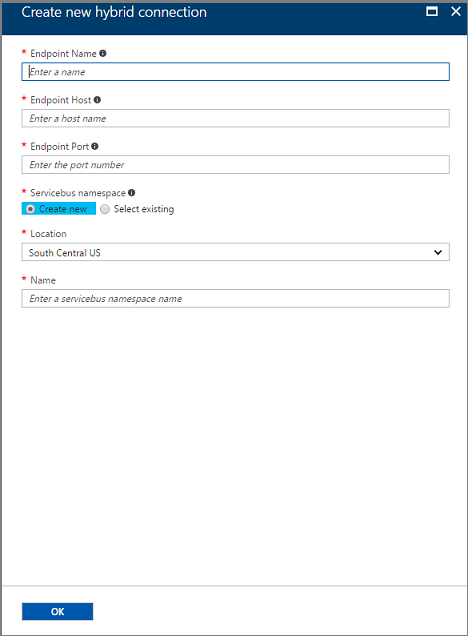 Create new hybrid connection
* Endpoint Name
Enter a name
* Endpoint Host
Enter a host name
* Endpoint Port
Enter the port number
* Servicebus namespace
Create new Select existing
* Location
South Central US
* Name
Enter a servicebus namespace name
OK